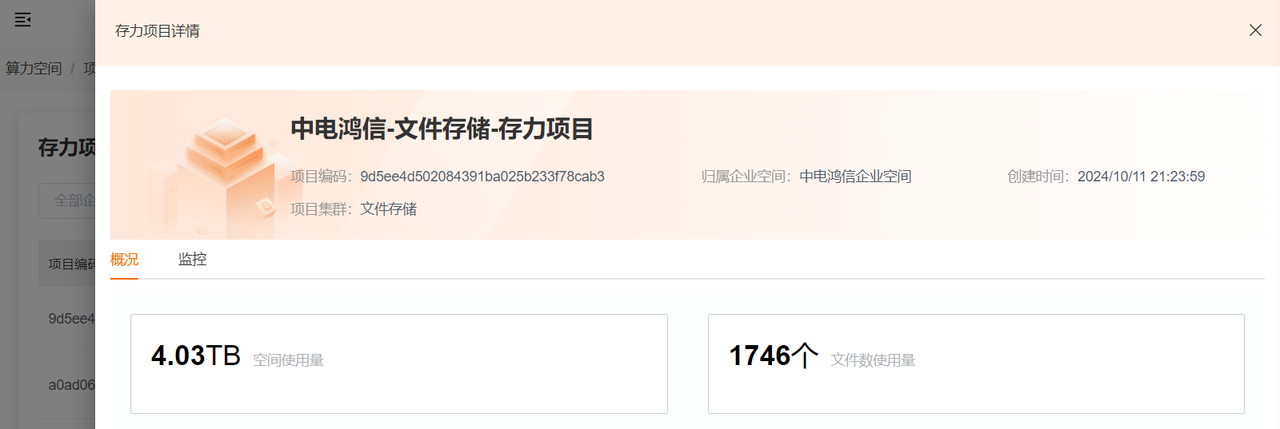 存力项目详情
算力空间 / 项
中电鸿信-文件存储-存力项目
存力项
项目编码：9d5ee4d502084391ba025b233f78cab3 归属企业空间：中电鸿信企业空间 创建时间：2024/10/11 21:23:59
全部企
项目集群：文件存储
概况 监控
项目编码
9d5ee4
4.03TB 空间使用量 1746个 文件数使用量
a0ad06